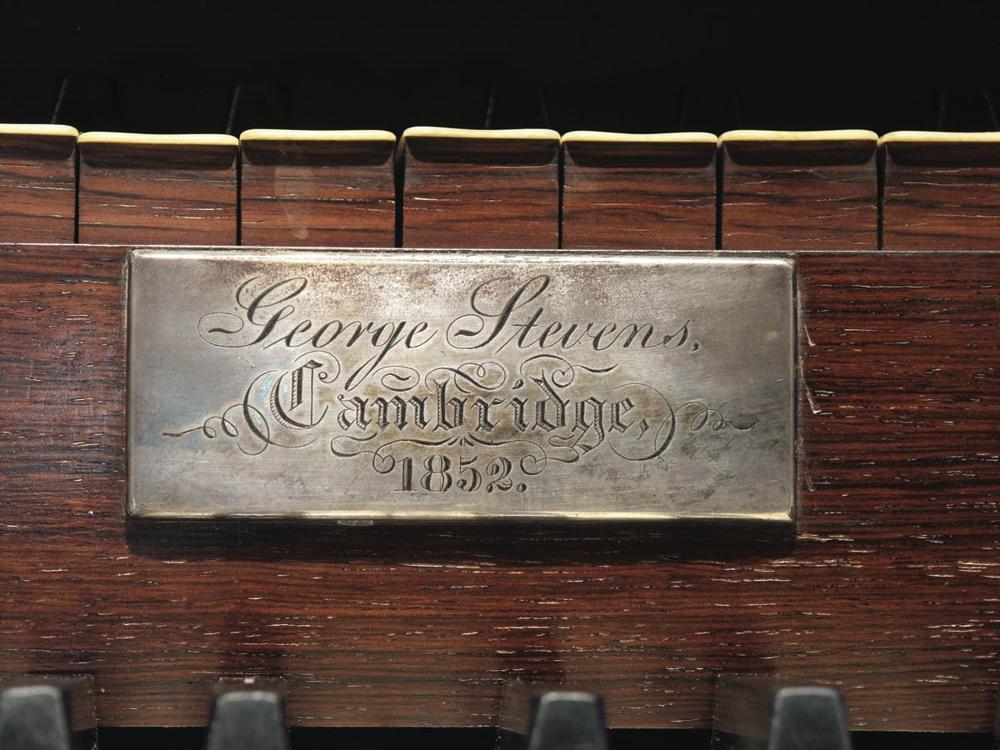 George Stevens,
Cambridge,
1852.